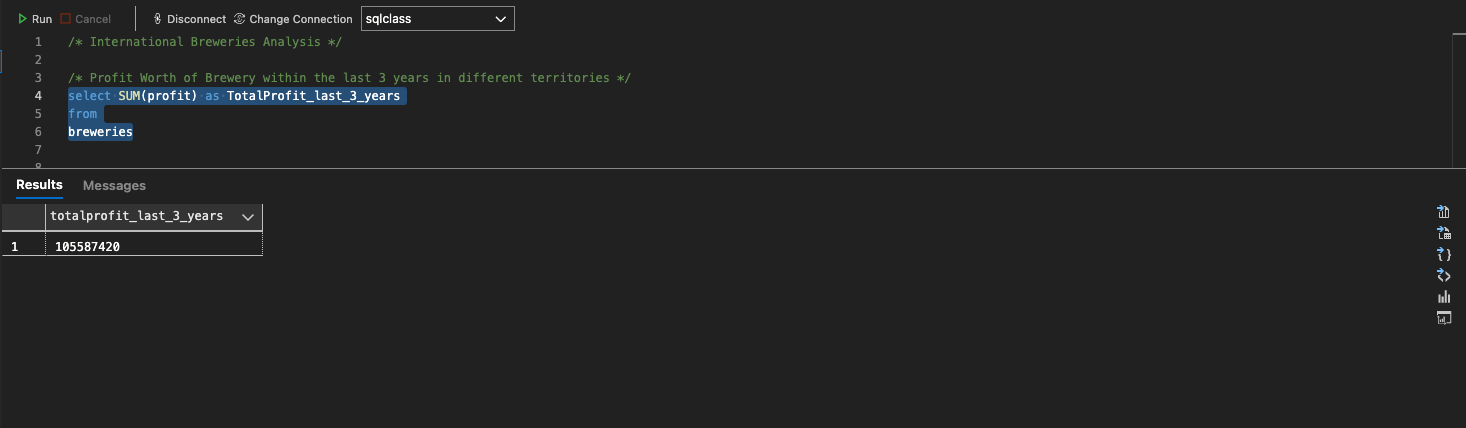 Run Cancel Disconnect Change Connection sqlclass
1 /* International Breweries Analysis */
2
3 /* Profit Worth of Brewery within the last 3 years in different territories */
4 select SUM(profit) as TotalProfit_last_3_years
5 from
6 breweries
7
8
Results Messages
totalprofit_last_3_years
1 105587420